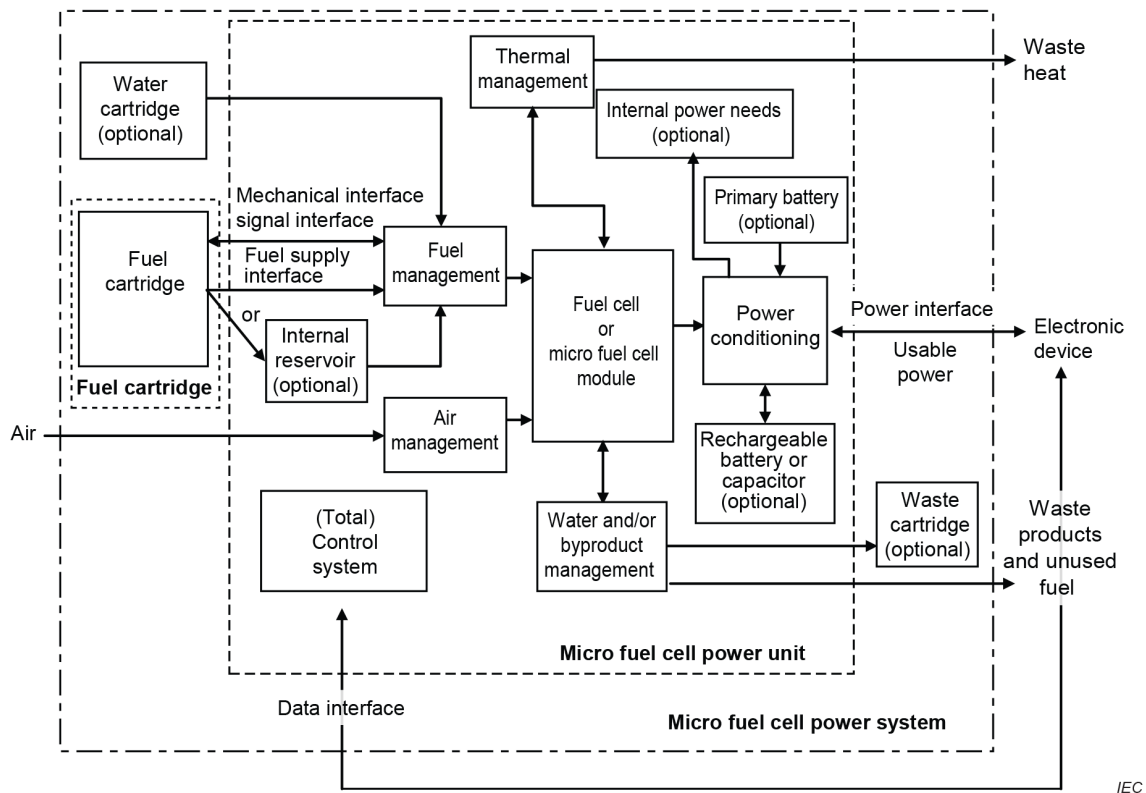 Waste
heat
Thermal
management
Water
cartridge
(optional)
Internal power needs
(optional)
Primary battery
(optional)
Mechanical interface
signal interface
Fuel
cartridge
Fuel supply
interface
Fuel
management
or
Internal
reservoir
(optional)
Fuel cartridge
Fuel cell
or
micro fuel cell
module
Power
conditioning
Power interface
Usable
power
Electronic
device
Air
Air
management
Rechargeable
battery or
capacitor
(optional)
(Total)
Control
system
Water and/or
byproduct
management
Waste
cartridge
(optional)
Waste
products
and unused
fuel
Micro fuel cell power unit
Data interface
Micro fuel cell power system
IEC